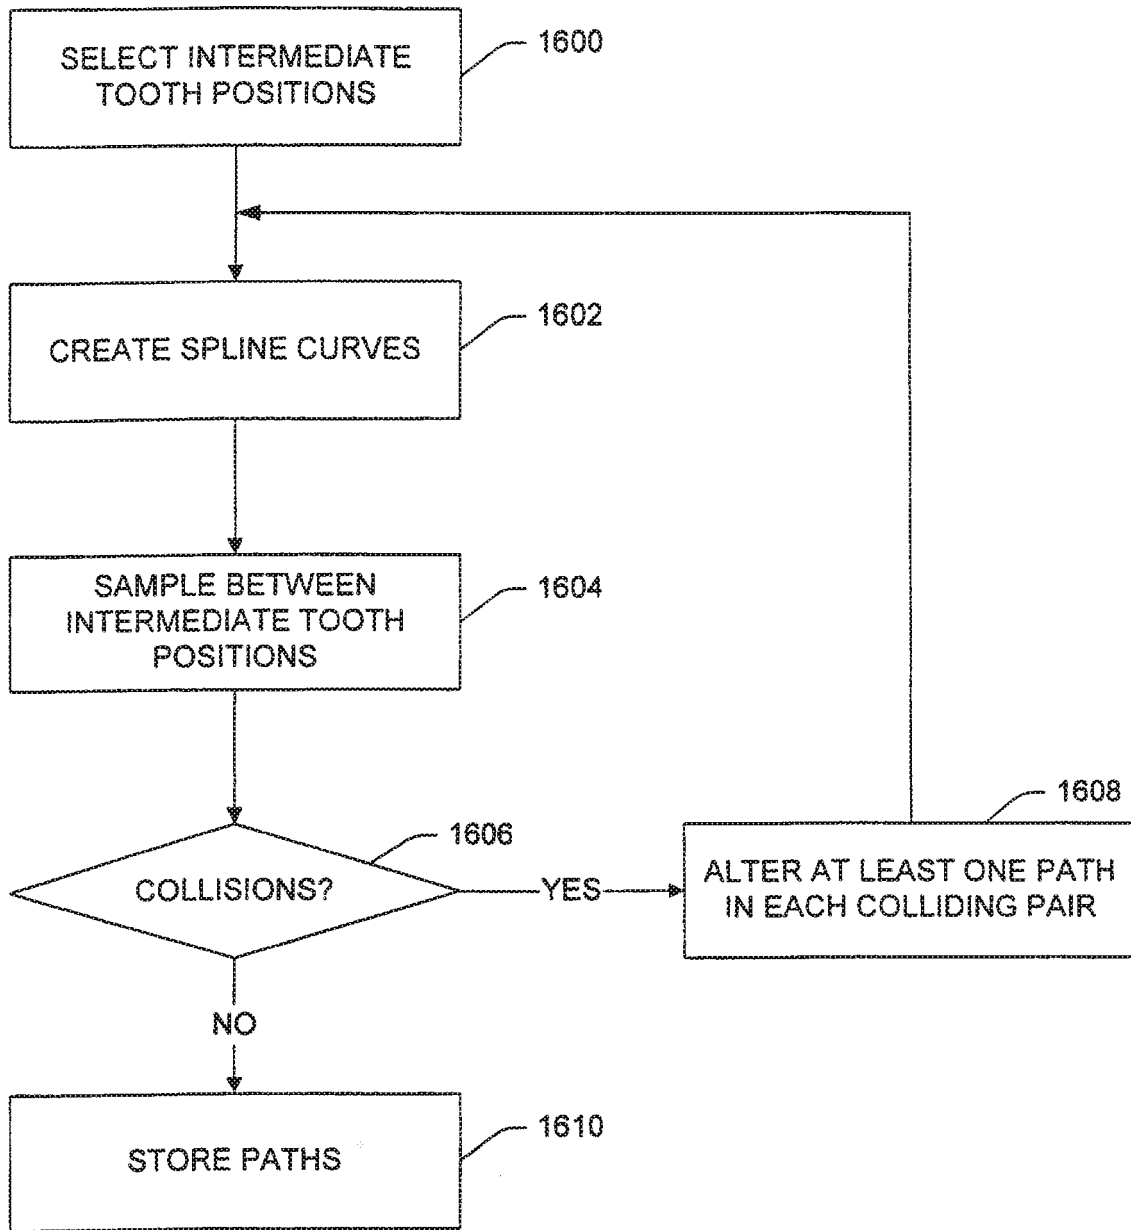 SELECT INTERMEDIATE
TOOTH POSITIONS
1600
CREATE SPLINE CURVES
1602
SAMPLE BETWEEN
INTERMEDIATE TOOTH
POSITIONS
1604
COLLISIONS?
1606
YES
ALTER AT LEAST ONE PATH
IN EACH COLLIDING PAIR
1608
NO
STORE PATHS
1610